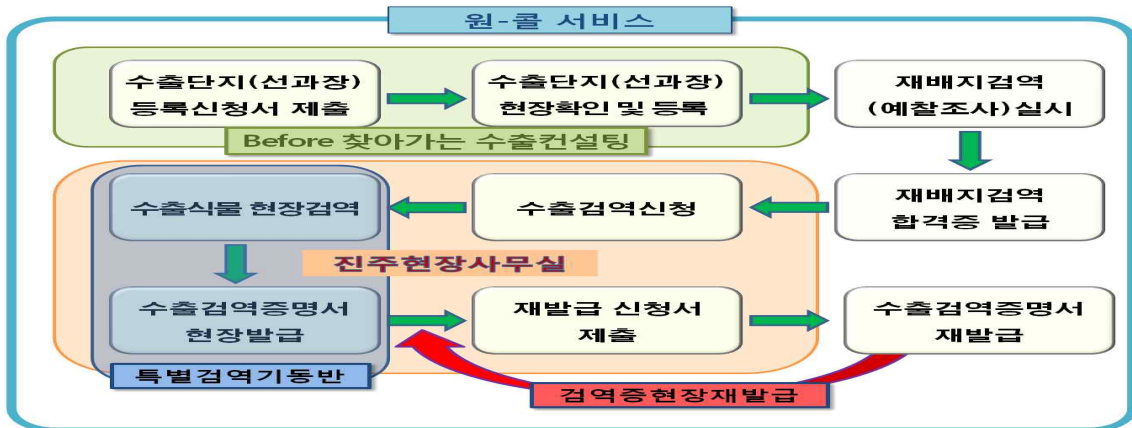 원-콜 서비스
수출단지(선과장)
등록신청서 제출
수출단지(선과장)
현장확인 및 등록
재배지검역
(예찰조사)실시
Before 찾아가는 수출컨설팅
재배지검역
합격증 발급
수출검역신청
수출식물 현장검역
진주현장사무실
수출검역증명서
현장발급
재발급 신청서
제출
수출검역증명서
재발급
특별검역기동반
검역증현장재발급